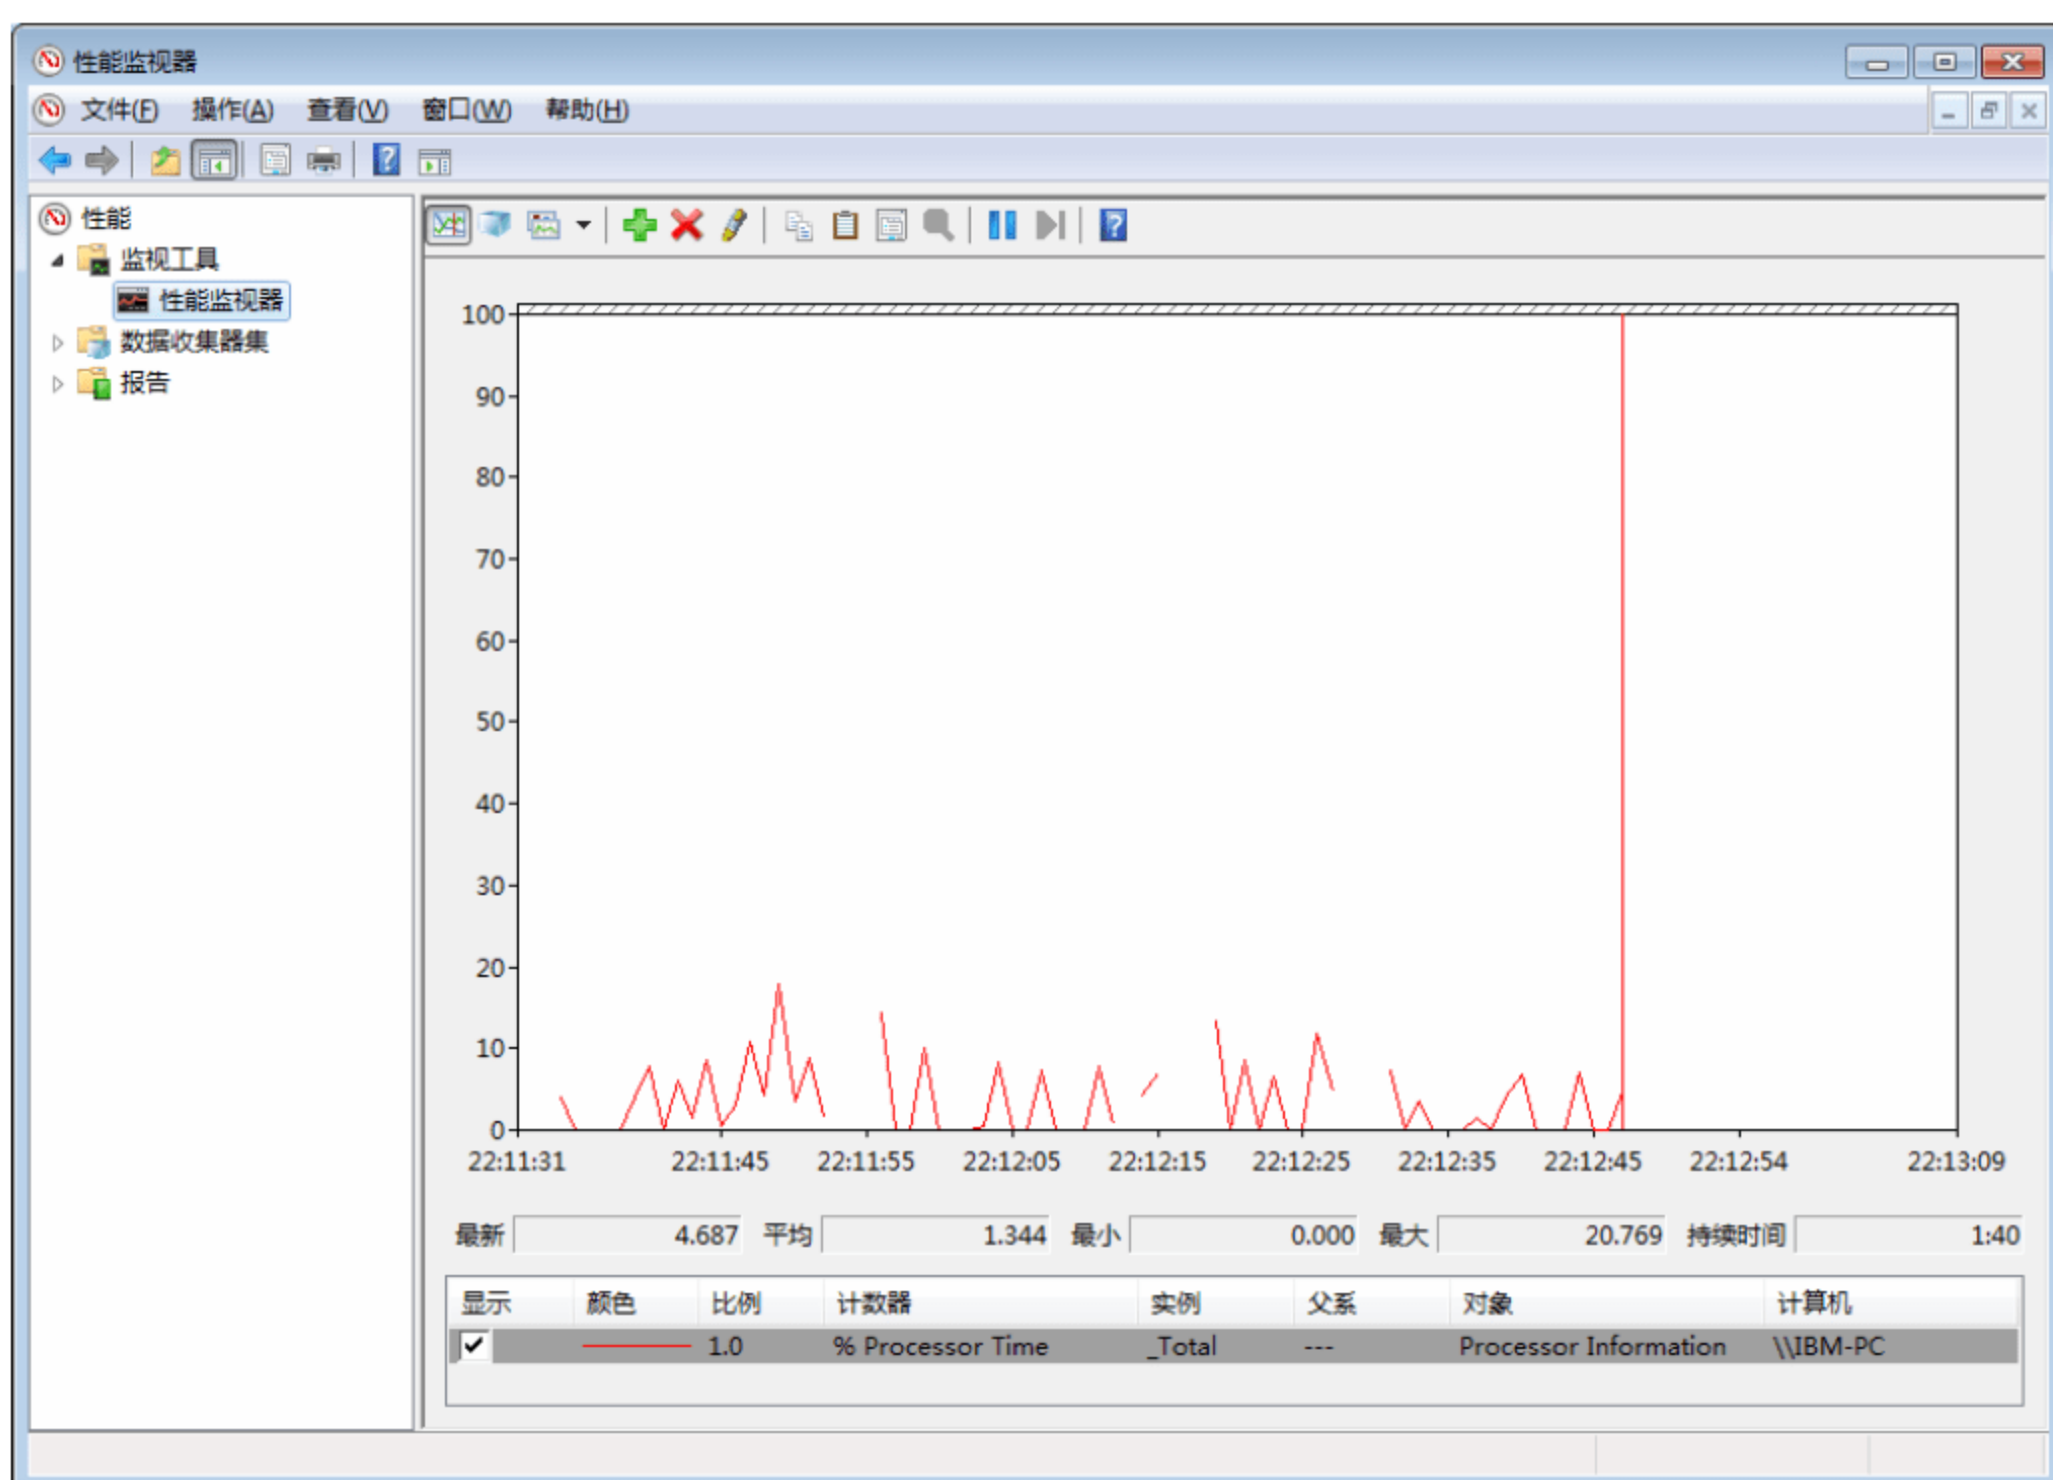 性能监视器
文件(F) 操作(A) 查看(V) 窗口(W) 帮助(H)
性能
监视工具
性能监视器
数据收集器集
报告
100
90
80
70
60
50
40
30
20
10
0
22:11:31 22:11:45 22:11:55 22:12:05 22:12:15 22:12:25 22:12:35 22:12:45 22:12:54 22:13:09
最新 4.687 平均 1.344 最小 0.000 最大 20.769 持续时间 1:40
显示 颜色 比例 计数器 实例 父系 对象 计算机
1.0 % Processor Time _Total --- Processor Information \\IBM-PC